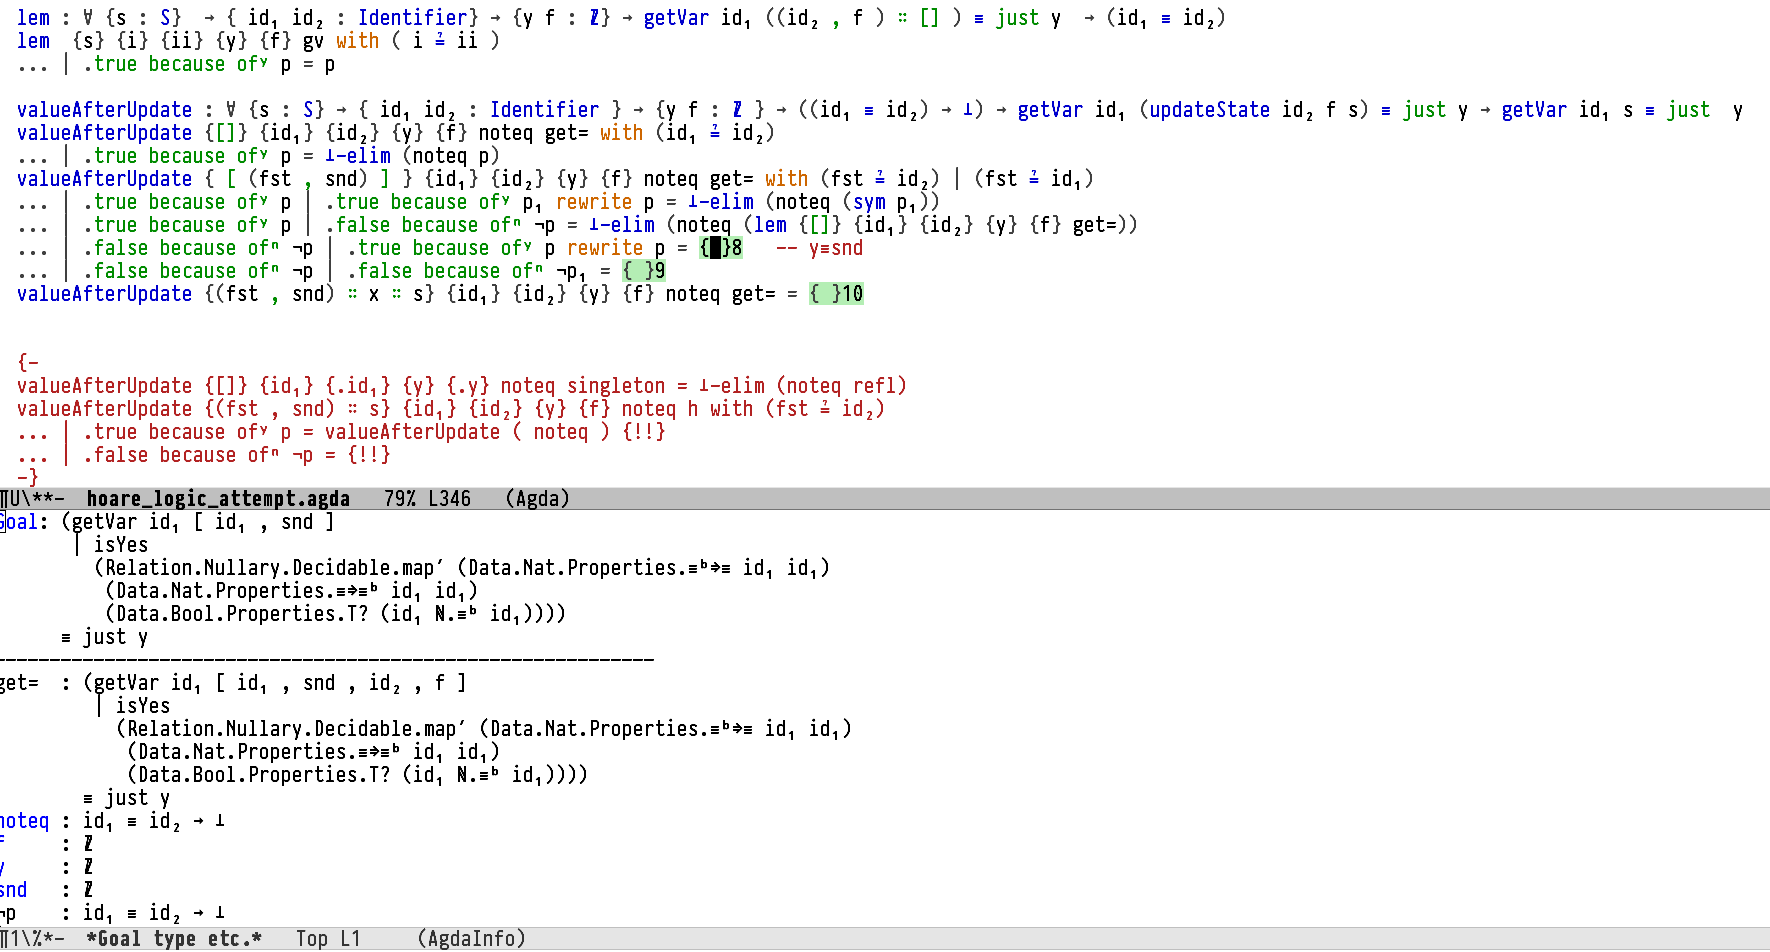 lem : ∀ {s : S} → { id₁ id₂ : Identifier} → {y f : ℤ} → getVar id₁ ((id₂ , f ) ∷ [] ) ≡ just y → (id₁ ≡ id₂)
lem {s} {i} {ii} {y} {f} gv with ( i ≟ ii )
... | .true because ofʸ p = p
valueAfterUpdate : ∀ {s : S} → { id₁ id₂ : Identifier } → {y f : ℤ } → ((id₁ ≡ id₂) → ⊥) → getVar id₁ (updateState id₂ f s) ≡ just y → getVar id₁ s ≡ just y
valueAfterUpdate {[]} {id₁} {id₂} {y} {f} noteq get= with (id₁ ≟ id₂)
... | .true because ofʸ p = ⊥-elim (noteq p)
valueAfterUpdate { [ (fst , snd) ] } {id₁} {id₂} {y} {f} noteq get= with (fst ≟ id₂) | (fst ≟ id₁)
... | .true because ofʸ p | .true because ofʸ p₁ rewrite p = ⊥-elim (noteq (sym p₁))
... | .true because ofʸ p | .false because ofⁿ ¬p = ⊥-elim (noteq (lem {[]} {id₁} {id₂} {y} {f} get=))
... | .false because ofⁿ ¬p | .true because ofʸ p rewrite p = { }8 -- y≡snd
... | .false because ofⁿ ¬p | .false because ofⁿ ¬p₁ = { }9
valueAfterUpdate {(fst , snd) ∷ x ∷ s} {id₁} {id₂} {y} {f} noteq get= = { }10
{-
valueAfterUpdate {[]} {id₁} {.id₁} {y} {.y} noteq singleton = ⊥-elim (noteq refl)
valueAfterUpdate {(fst , snd) ∷ s} {id₁} {id₂} {y} {f} noteq h with (fst ≟ id₂)
... | .true because ofʸ p = valueAfterUpdate ( noteq ) {!!}
... | .false because ofⁿ ¬p = {!!}
-}
¶U\**- hoare_logic_attempt.agda 79% L346 (Agda)
Goal: (getVar id₁ [ id₁ , snd ]
| isYes
(Relation.Nullary.Decidable.map′ (Data.Nat.Properties.≡ᵇ⇒≡ id₁ id₁)
(Data.Nat.Properties.≡⇒≡ᵇ id₁ id₁)
(Data.Bool.Properties.T? (id₁ ℕ.≡ᵇ id₁))))
≡ just y
————————————————————————————————————————————————————————————
get= : (getVar id₁ [ id₁ , snd , id₂ , f ]
| isYes
(Relation.Nullary.Decidable.map′ (Data.Nat.Properties.≡ᵇ⇒≡ id₁ id₁)
(Data.Nat.Properties.≡⇒≡ᵇ id₁ id₁)
(Data.Bool.Properties.T? (id₁ ℕ.≡ᵇ id₁))))
≡ just y
noteq : id₁ ≡ id₂ → ⊥
f : ℤ
y : ℤ
snd : ℤ
¬p : id₁ ≡ id₂ → ⊥
¶1\%*- *Goal type etc.* Top L1 (AgdaInfo)